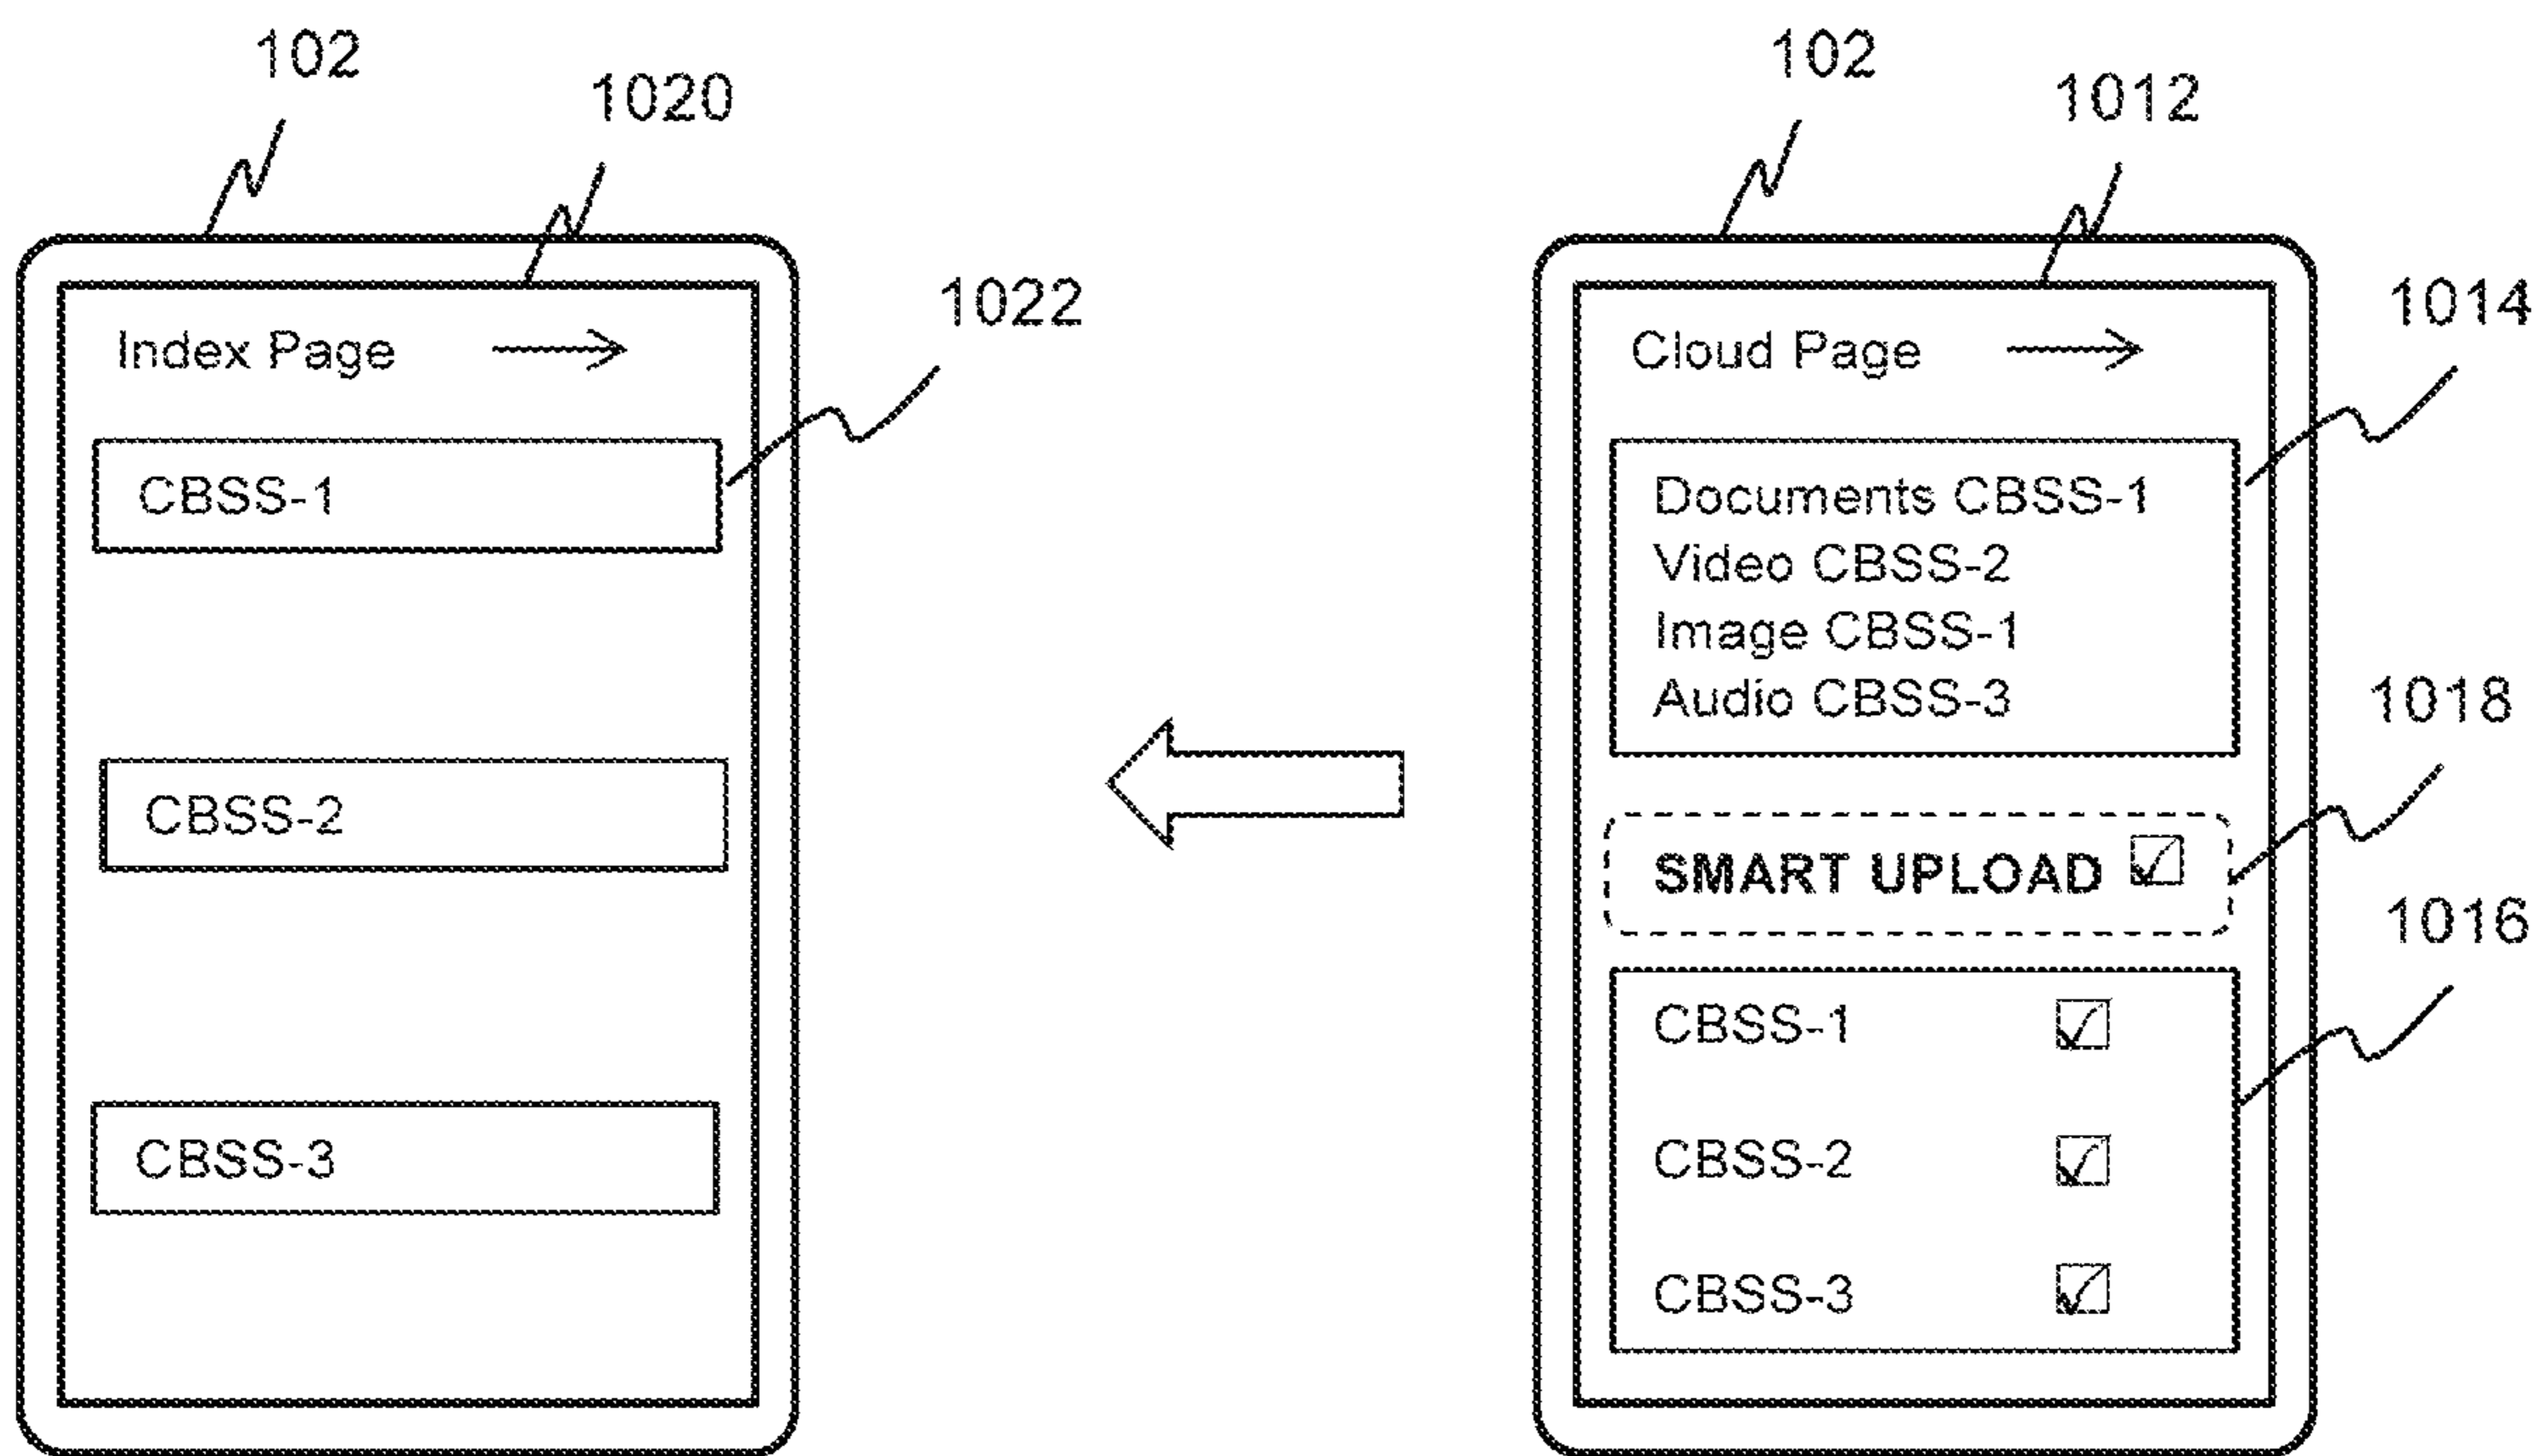 102
1020
Index Page
1022
CBSS-1
CBSS-2
CBSS-3
102
1012
Cloud Page
1014
Documents CBSS-1
Video CBSS-2
Image CBSS-1
Audio CBSS-3
1018
SMART UPLOAD
1016
CBSS-1
CBSS-2
CBSS-3